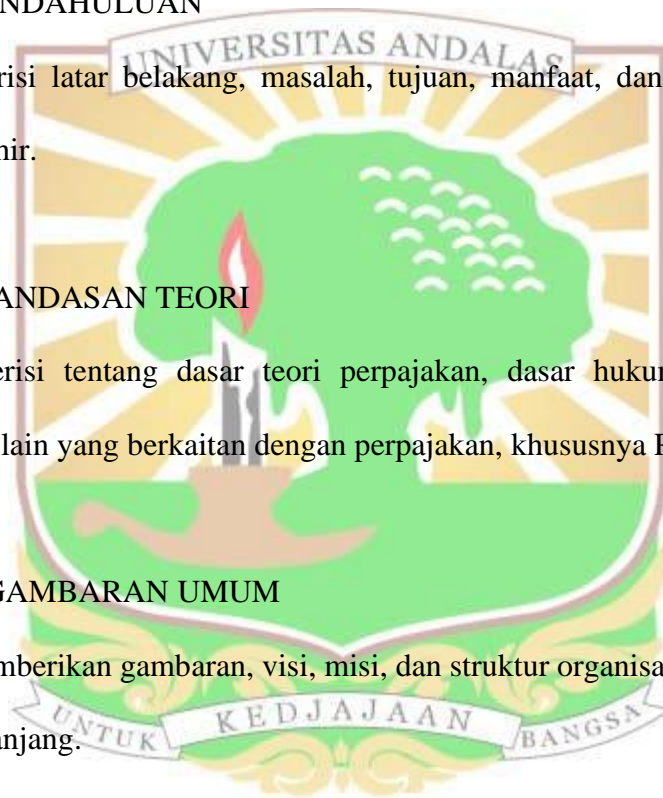 NDAHULUAN
UNIVERSITAS ANDALAS
risi latar belakang, masalah, tujuan, manfaat, dan
hir.
ANDASAN TEORI
erisi tentang dasar teori perpajakan, dasar hukum
lain yang berkaitan dengan perpajakan, khususnya
GAMBARAN UMUM
mberikan gambaran, visi, misi, dan struktur organisa
UNTUK KEDJAJAAN BANGSA
anjang.